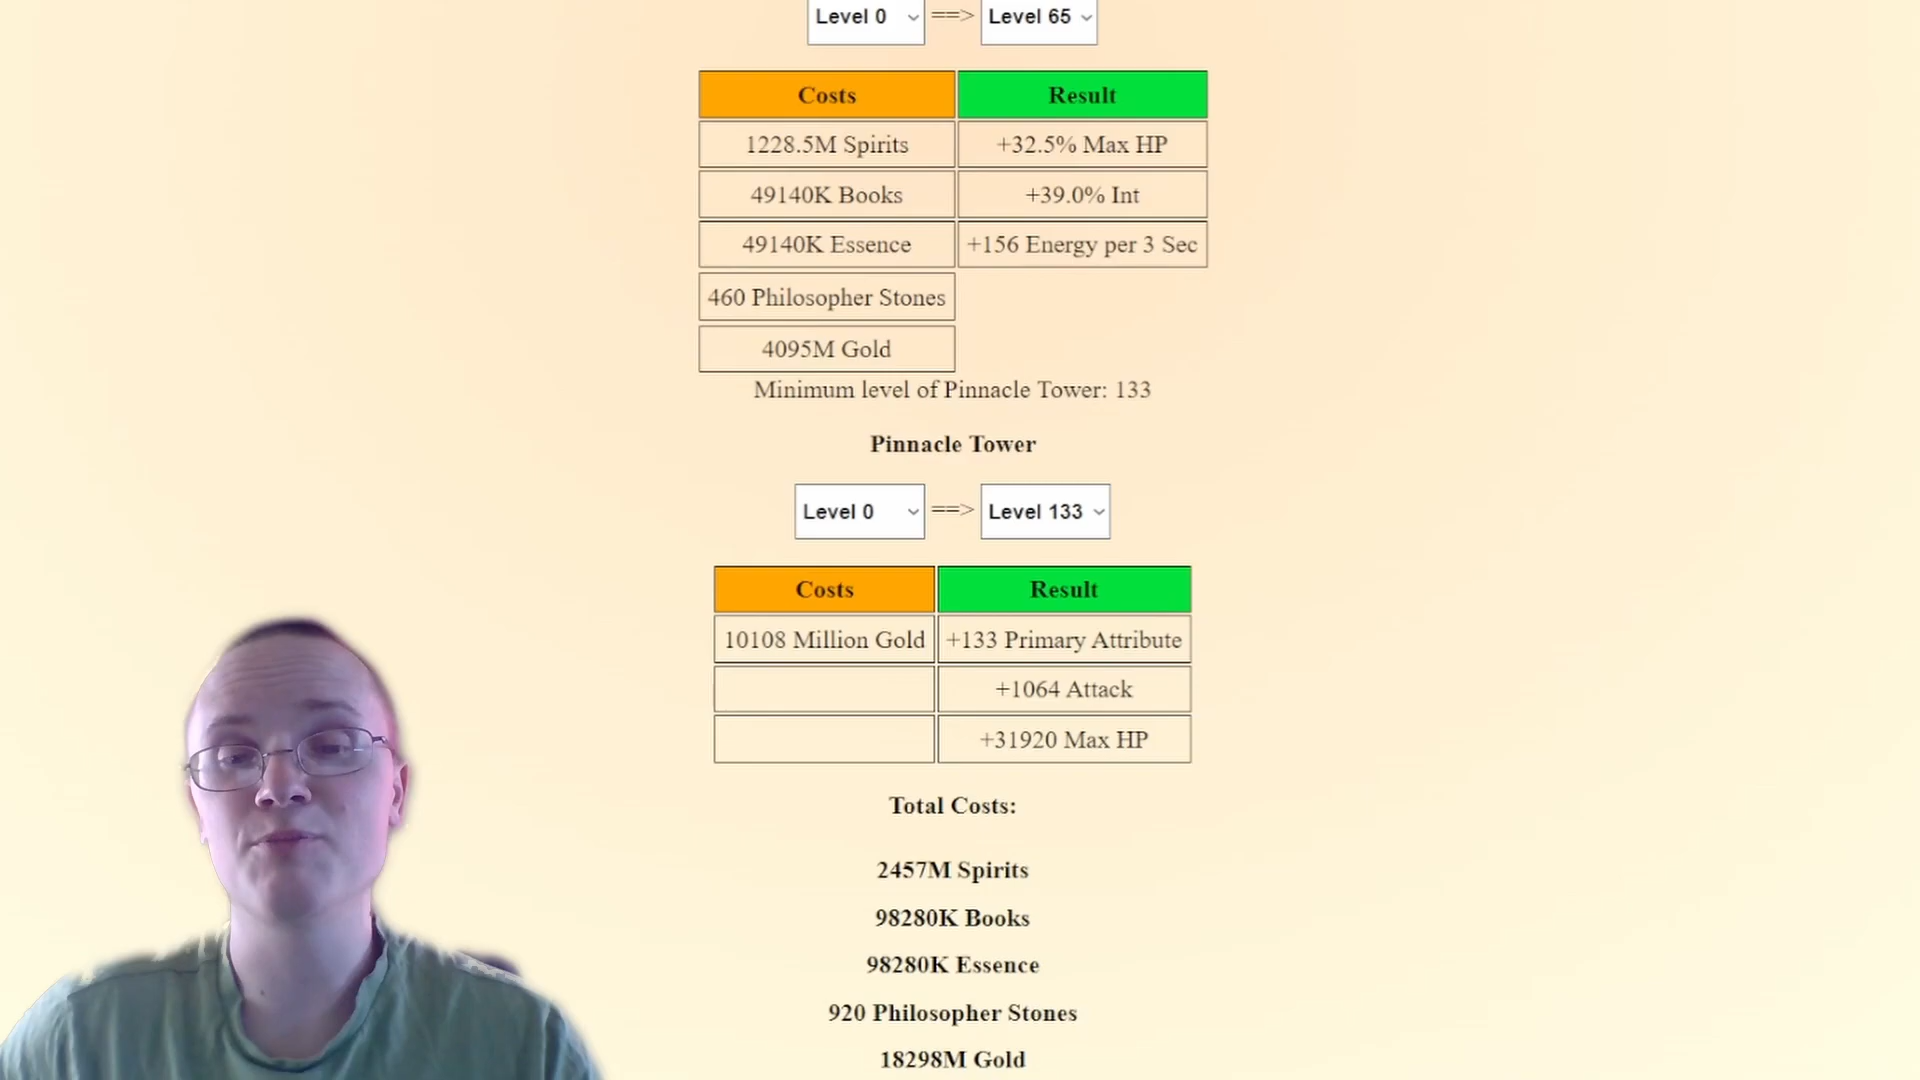 Level 0 ==> Level 65
Costs Result
1228.5M Spirits +32.5% Max HP
49140K Books +39.0% Int
49140K Essence +156 Energy per 3 Sec
460 Philosopher Stones
4095M Gold
Minimum level of Pinnacle Tower: 133
Pinnacle Tower
Level 0 ==> Level 133
Costs Result
10108 Million Gold +133 Primary Attribute
+1064 Attack
+31920 Max HP
Total Costs:
2457M Spirits
98280K Books
98280K Essence
920 Philosopher Stones
18298M Gold